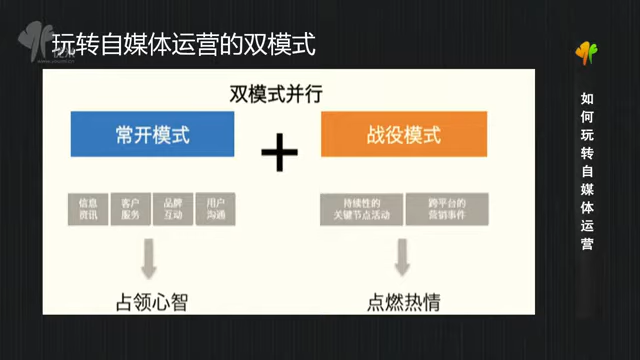 玩转自媒体运营的双模式
双模式并行
常开模式
+
战役模式
信息
资讯
客户
服务
品牌
互动
用户
沟通
持续性的
关键节点活动
跨平台的
营销事件
占领心智
点燃热情
如何玩转自媒体运营